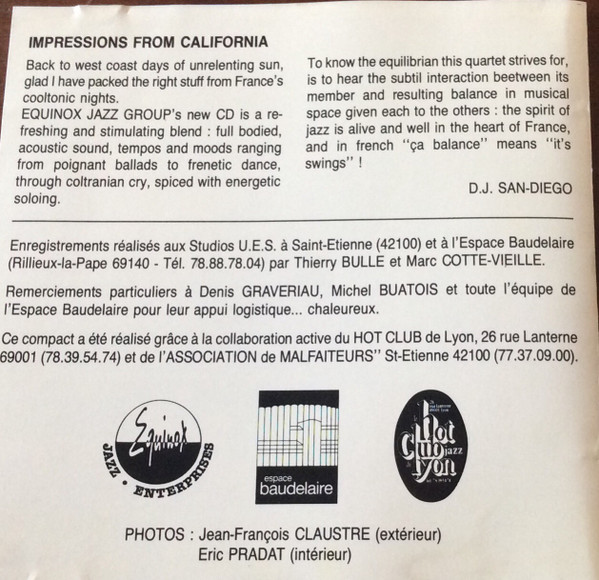 IMPRESSIONS FROM CALIFORNIA
Back to west coast days of unrelenting sun,
glad I have packed the right stuff from France's
cooltonic nights.
EQUINOX JAZZ GROUP's new CD is a re-
freshing and stimulating blend : full bodied,
acoustic sound, tempos and moods ranging
from poignant ballads to frenetic dance,
through coltranian cry, spiced with energetic
soloing.
To know the equilibrian this quartet strives for,
is to hear the subtil interaction beetween its
member and resulting balance in musical
space given each to the others : the spirit of
jazz is alive and well in the heart of France,
and in french "ça balance" means "it's
swings" !
D.J. SAN-DIEGO
Enregistrements réalisés aux Studios U.E.S. à Saint-Etienne (42100) et à l'Espace Baudelaire
(Rillieux-la-Pape 69140 - Tél. 78.88.78.04) par Thierry BULLE et Marc COTTE-VIEILLE.
Remerciements particuliers à Denis GRAVERIAU, Michel BUATOIS et toute l'équipe de
l'Espace Baudelaire pour leur appui logistique... chaleureux.
Ce compact a été réalisé grâce à la collaboration active du HOT CLUB de Lyon, 26 rue Lanterne
69001 (78.39.54.74) et de l'ASSOCIATION de MALFAITEURS" St-Etienne 42100 (77.37.09.00).
Equinox
JAZZ • ENTERPRISES
espace
baudelaire
hot
Club jazz
lyon
PHOTOS : Jean-François CLAUSTRE (extérieur)
Eric PRADAT (intérieur)